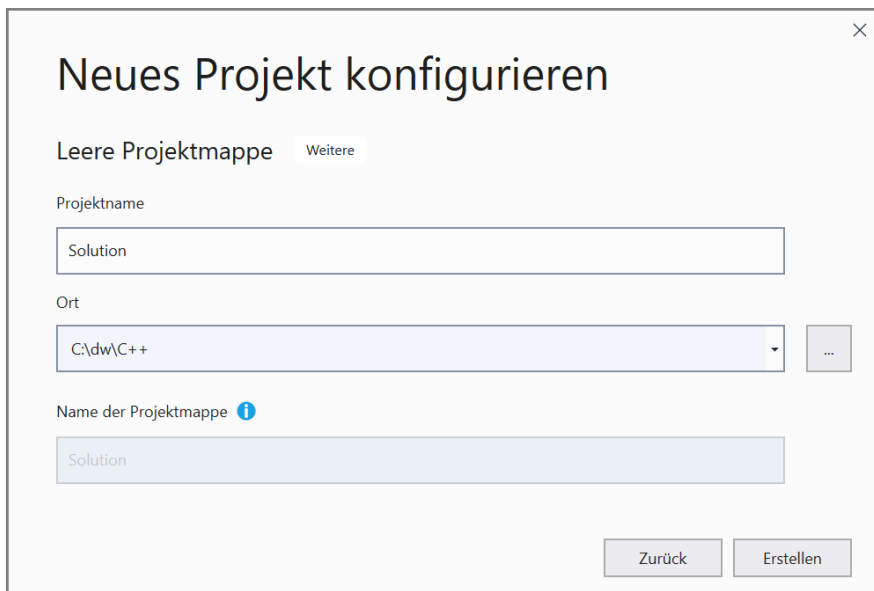 Neues Projekt konfigurieren
Leere Projektmappe Weitere
Projektname
Solution
Ort
C:\dw\C++
...
Name der Projektmappe
Solution
Zurück Erstellen